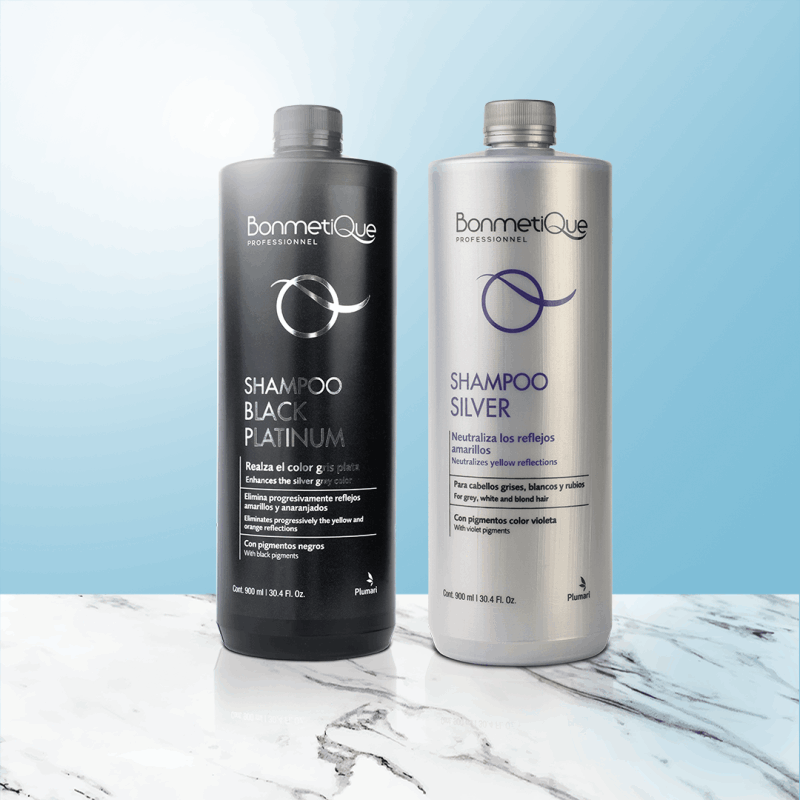 BonmetiQue
PROFESSIONNEL
SHAMPOO
BLACK
PLATINUM
Realza el color gris plata
Enhances the silver grey color
Elimina progresivamente reflejos
amarillos y anaranjados
Eliminates progressively the yellow and
orange reflections
Con pigmentos negros
With black pigments
Cont. 900 ml | 30.4 Fl. Oz.
Plumari
BonmetiQue
PROFESSIONNEL
SHAMPOO
SILVER
Neutraliza los reflejos
amarillos
Neutralizes yellow reflections
Para cabellos grises, blancos y rubios
For grey, white and blond hair
Con pigmentos color violeta
With violet pigments
Cont. 900 ml | 30.4 Fl. Oz.
Plumari